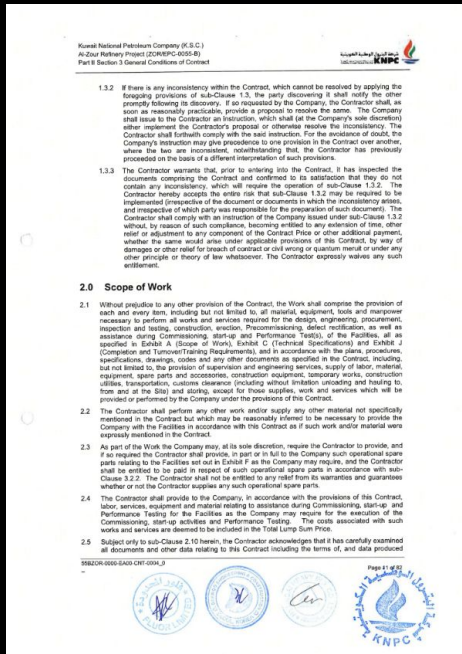 Kuwait National Petroleum Company (K.S.C.)
Al-Zour Refinery Project (ZOR/EPC-0055-B)
Part II Section 3 General Conditions of Contract
شركة البترول الوطنية الكويتية
KNPC
1.3.2 If there is any inconsistency within the Contract, which cannot be resolved by applying the
foregoing provisions of sub-Clause 1.3, the party discovering it shall notify the other
promptly following its discovery. If so requested by the Company, the Contractor shall, as
soon as reasonably practicable, provide a proposal to resolve the same. The Company
shall issue to the Contractor an Instruction, which shall (at the Company's sole discretion)
either implement the Contractor's proposal or otherwise resolve the inconsistency. The
Contractor shall forthwith comply with the said instruction. For the avoidance of doubt, the
Company's Instruction may give precedence to one provision in the Contract over another,
where the two are inconsistent, notwithstanding that, the Contractor has previously
proceeded on the basis of a different interpretation of such provisions.
1.3.3 The Contractor warrants that, prior to entering into the Contract, it has inspected the
documents comprising the Contract and confirmed to its satisfaction that they do not
contain any inconsistency, which will require the operation of sub-Clause 1.3.2. The
Contractor hereby accepts the entire risk that sub-Clause 1.3.2 may be required to be
implemented (irrespective of the document or documents in which the inconsistency arises,
and irrespective of which party was responsible for the preparation of such document). The
Contractor shall comply with an instruction of the Company issued under sub-Clause 1.3.2
without, by reason of such compliance, becoming entitled to any extension of time, other
relief or adjustment to any component of the Contract Price or other additional payment,
whether the same would arise under applicable provisions of this Contract, by way of
damages or other relief for breach of contract or civil wrong or quantum meruit or under any
other principle or theory of law whatsoever. The Contractor expressly waives any such
entitlement.
2.0 Scope of Work
2.1 Without prejudice to any other provision of the Contract, the Work shall comprise the provision of
each and every item, including but not limited to, all material, equipment, tools and manpower
necessary to perform all works and services required for the design, engineering, procurement,
inspection and testing, construction, erection, Precommissioning, defect rectification, as well as
assistance during Commissioning, start-up and Performance Test(s), of the Facilities, all as
specified in Exhibit A (Scope of Work), Exhibit C (Technical Specifications) and Exhibit J
(Completion and Turnover/Training Requirements), and in accordance with the plans, procedures,
specifications, drawings, codes and any other documents as specified in the Contract, including,
but not limited to, the provision of supervision and engineering services, supply of labor, material,
equipment, spare parts and accessories, construction equipment, temporary works, construction
utilities, transportation, customs clearance (including without limitation unloading and hauling to,
from and at the Site) and storing, except for those supplies, work and services which will be
provided or performed by the Company under the provisions of this Contract.
2.2 The Contractor shall perform any other work and/or supply any other material not specifically
mentioned in the Contract but which may be reasonably inferred to be necessary to provide the
Company with the Facilities in accordance with this Contract as if such work and/or material were
expressly mentioned in the Contract.
2.3 As part of the Work the Company may, at its sole discretion, require the Contractor to provide, and
if so required the Contractor shall provide, in part or in full to the Company such operational spare
parts relating to the Facilities set out in Exhibit F as the Company may require, and the Contractor
shall be entitled to be paid in respect of such operational spare parts in accordance with sub-
Clause 3.2.2. The Contractor shall not be entitled to any relief from its warranties and guarantees
whether or not the Contractor supplies any such operational spare parts.
2.4 The Contractor shall provide to the Company, in accordance with the provisions of this Contract,
labor, services, equipment and material relating to assistance during Commissioning, start-up and
Performance Testing for the Facilities as the Company may require for the execution of the
Commissioning, start-up activities and Performance Testing. The costs associated with such
works and services are deemed to be included in the Total Lump Sum Price.
2.5 Subject only to sub-Clause 2.10 herein, the Contractor acknowledges that it has carefully examined
all documents and other data relating to this Contract including the terms of, and data produced
55BZOR-0000-EA00-CNT-0004_0
Page 41 of 82
KNPC